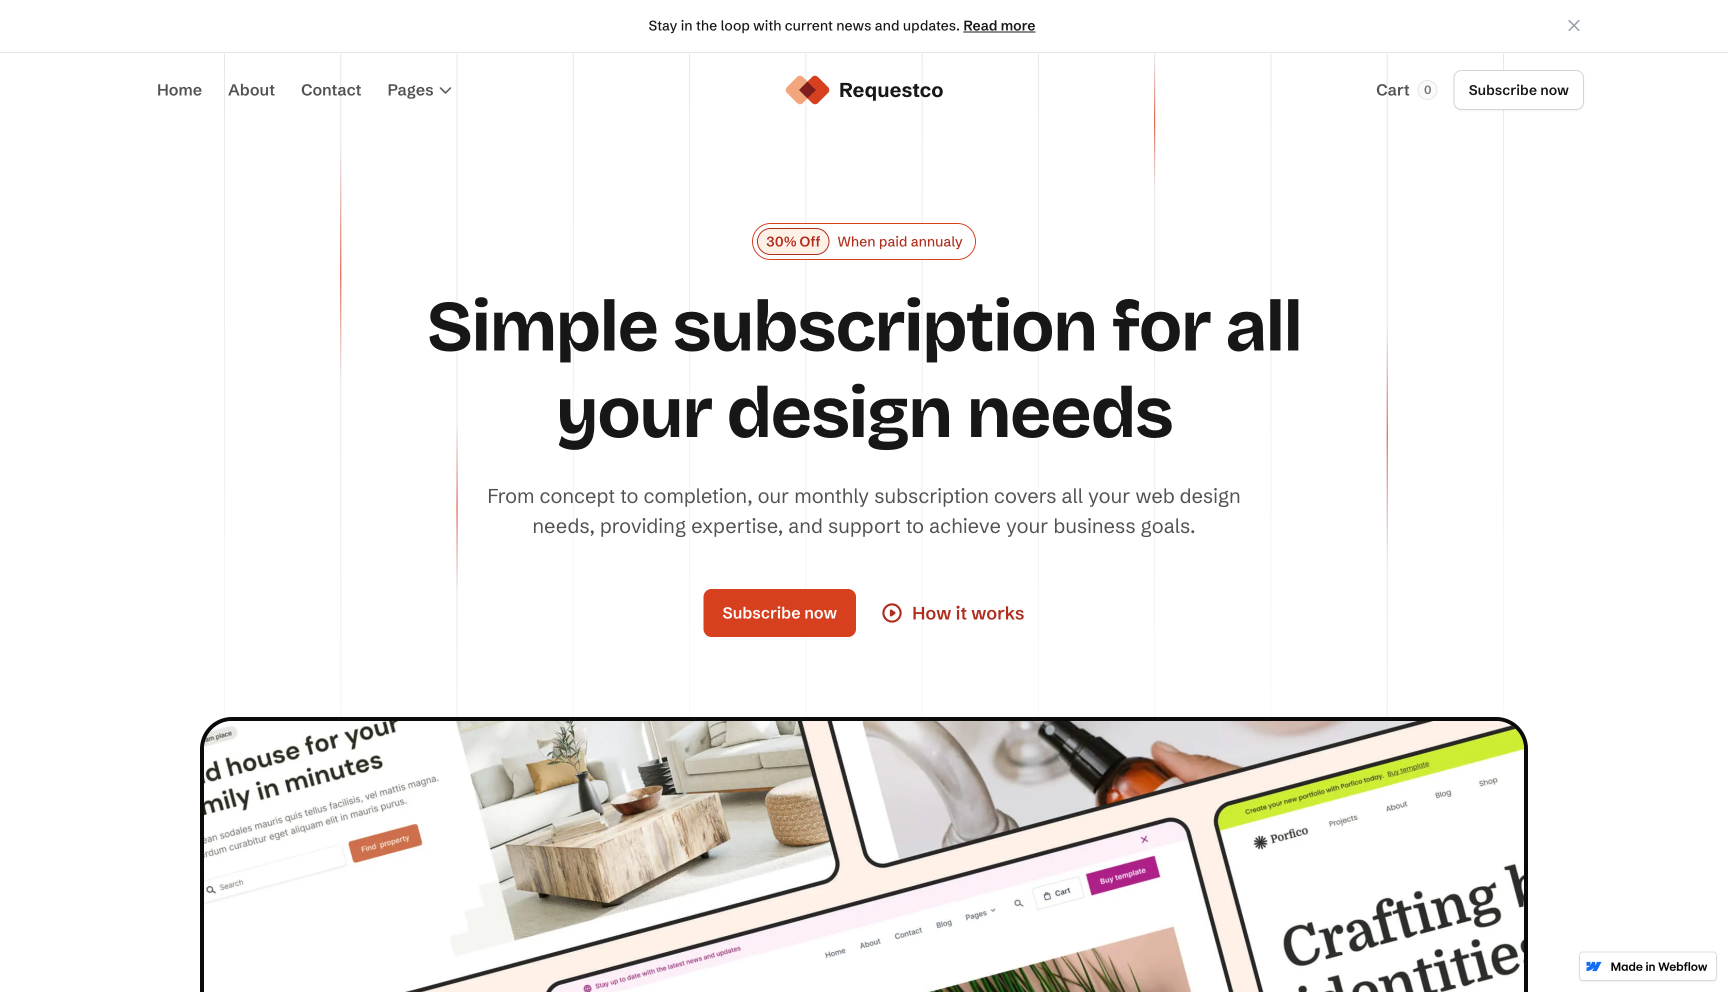 Stay in the loop with current news and updates. Read more
Home About Contact Pages
Requestco
Cart 0 Subscribe now
30% Off When paid annualy
Simple subscription for all
your design needs
From concept to completion, our monthly subscription covers all your web design
needs, providing expertise, and support to achieve your business goals.
Subscribe now How it works
place
d house for your
mily in minutes
ean sodales mauris quis tellus facilisis, vel mattis magna.
rdum curabitur eget aliquam elit in mauris purus.
Search Find property
Stay up to date with the latest news and updates
Home About Contact Blog Pages Cart Buy template
Create your new portfolio with Porfico today. Buy template
Porfico Projects About Blog Shop
Crafting b
identities
Made in Webflow